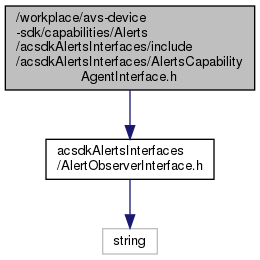 /workplace/avs-device
-sdk/capabilities/Alerts
/acsdkAlertsInterfaces/include
/acsdkAlertsInterfaces/AlertsCapability
AgentInterface.h
acsdkAlertsInterfaces
/AlertObserverInterface.h
string